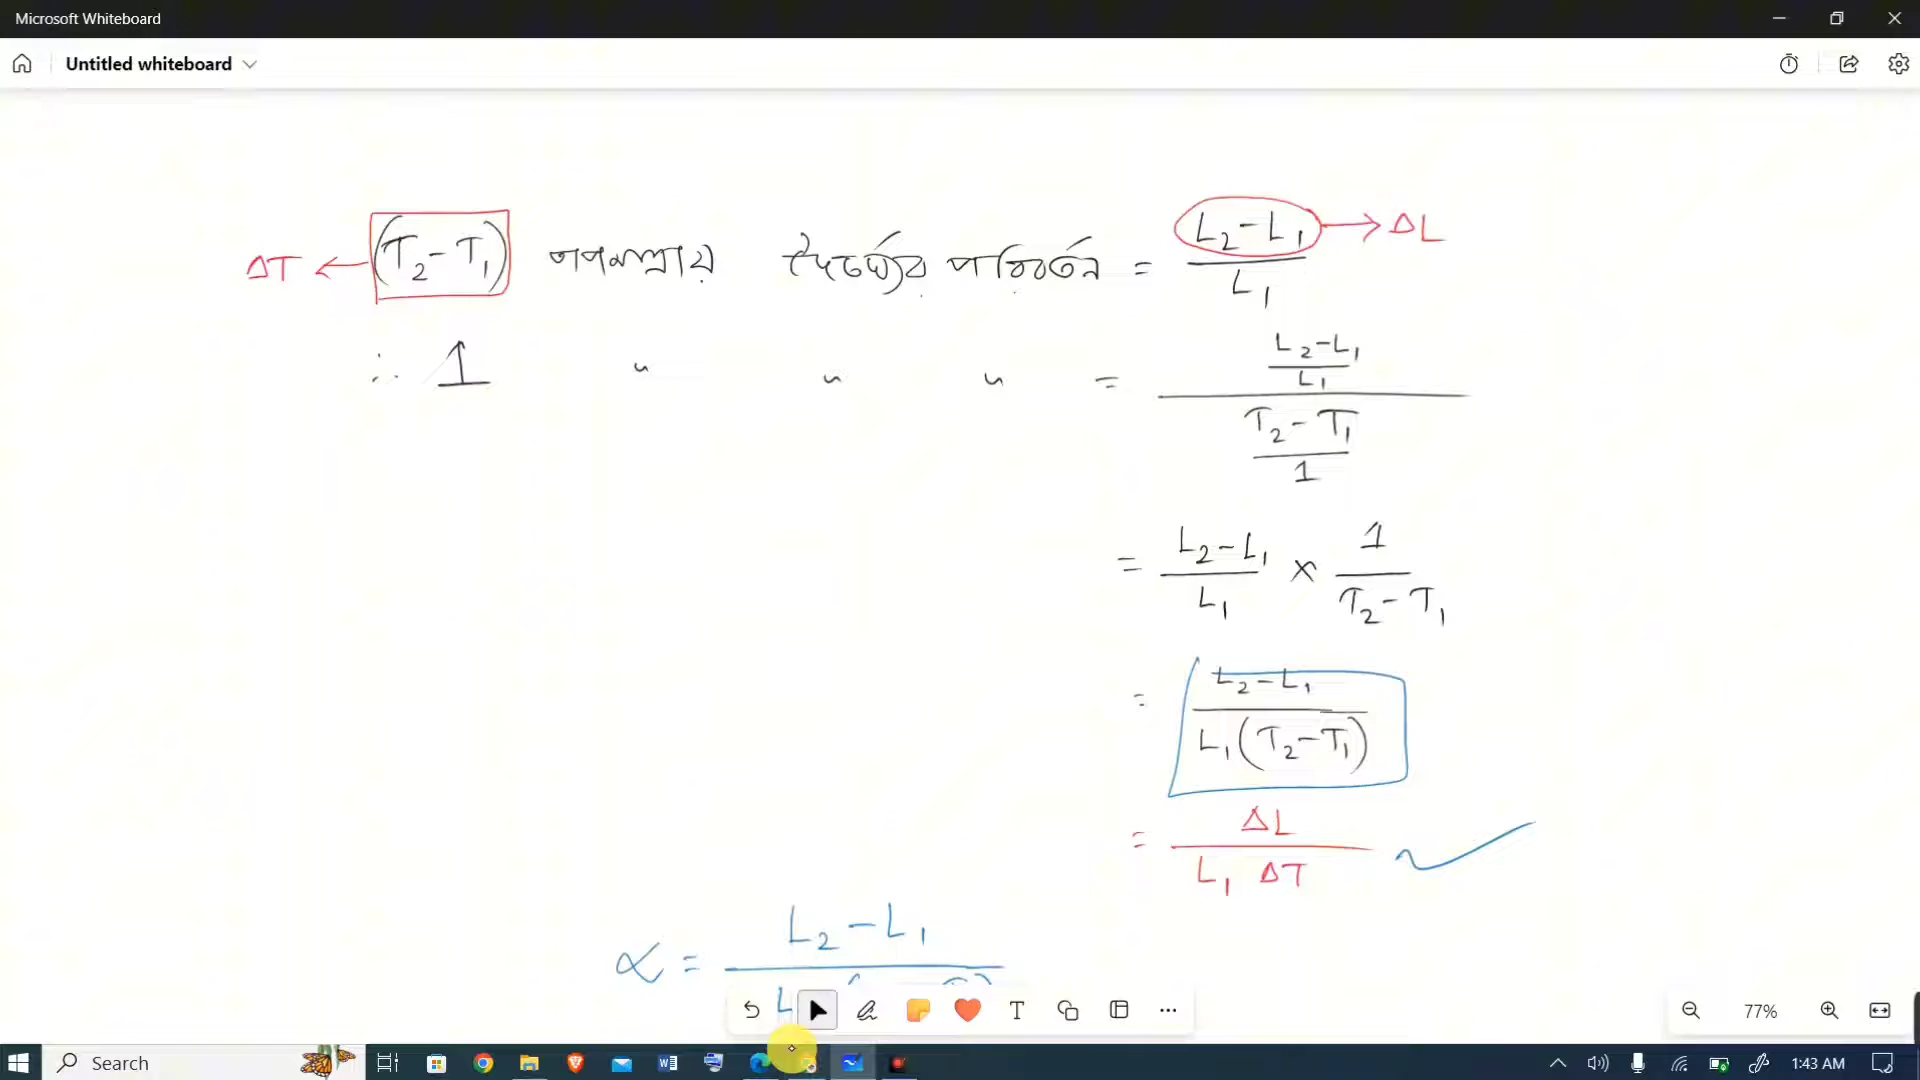 Microsoft Whiteboard
Untitled whiteboard
ΔT ← (T₂ - T₁) তাপমাত্রায় দৈর্ঘ্যের পরিবর্তন = (L₂ - L₁) / L₁ → ΔL
∴ 1 " " " = ((L₂ - L₁) / L₁) / ((T₂ - T₁) / 1)
= (L₂ - L₁) / L₁ × 1 / (T₂ - T₁)
= (L₂ - L₁) / (L₁ (T₂ - T₁))
= ΔL / (L₁ ΔT)
α = (L₂ - L₁) / L
77%
Search
1:43 AM